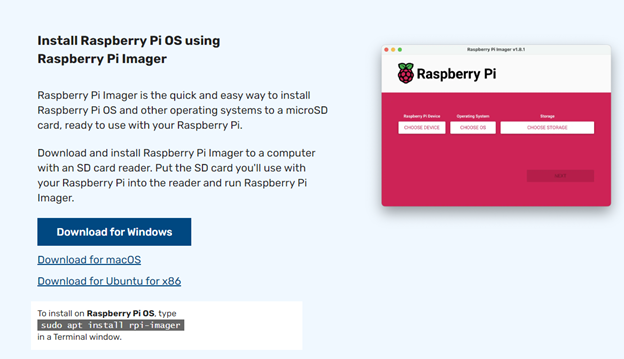 Install Raspberry Pi OS using
Raspberry Pi Imager
Raspberry Pi Imager is the quick and easy way to install
Raspberry Pi OS and other operating systems to a microSD
card, ready to use with your Raspberry Pi.
Download and install Raspberry Pi Imager to a computer
with an SD card reader. Put the SD card you'll use with
your Raspberry Pi into the reader and run Raspberry Pi
Imager.
Download for Windows
Download for macOS
Download for Ubuntu for x86
To install on Raspberry Pi OS, type
sudo apt install rpi-imager
in a Terminal window.
Raspberry Pi Imager v1.8.1
Raspberry Pi
Raspberry Pi Device Operating System Storage
CHOOSE DEVICE CHOOSE OS CHOOSE STORAGE
NEXT